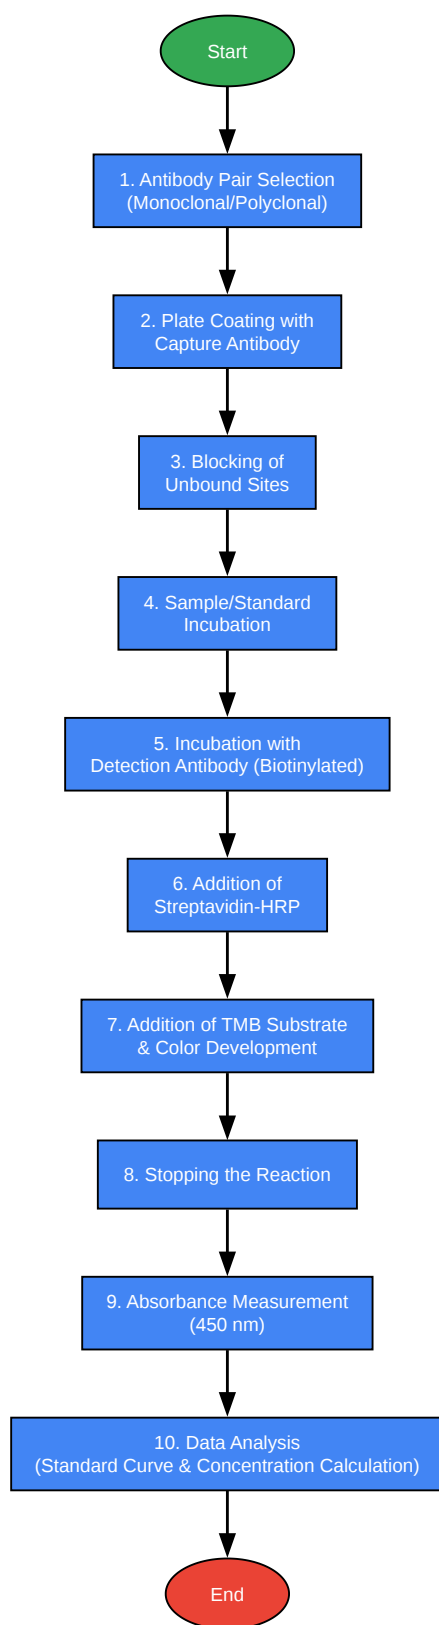 Start
1. Antibody Pair Selection
(Monoclonal/Polyclonal)
2. Plate Coating with
Capture Antibody
3. Blocking of
Unbound Sites
4. Sample/Standard
Incubation
5. Incubation with
Detection Antibody (Biotinylated)
6. Addition of
Streptavidin-HRP
7. Addition of TMB Substrate
& Color Development
8. Stopping the Reaction
9. Absorbance Measurement
(450 nm)
10. Data Analysis
(Standard Curve & Concentration Calculation)
End